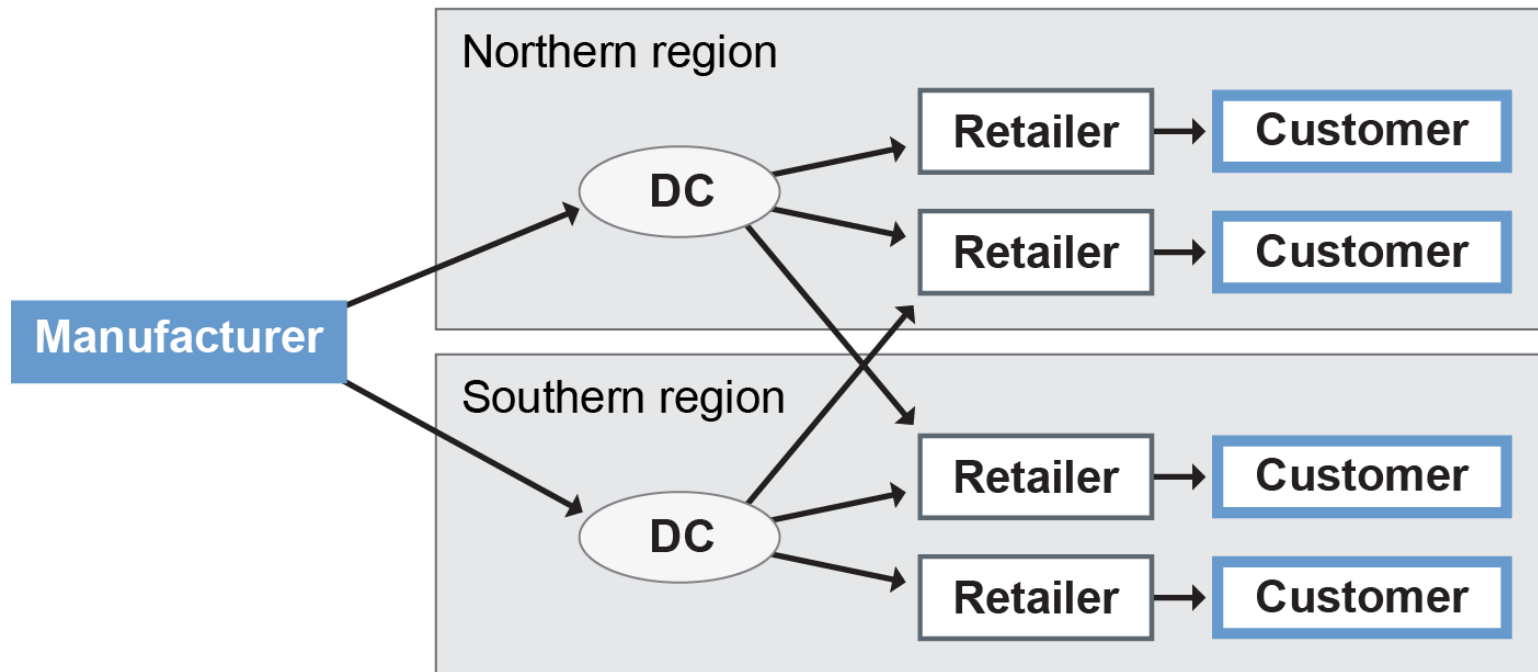 Northern region
Retailer
Customer
DC
Retailer
Customer
Manufacturer
Southern region
Retailer
Customer
DC
Retailer
Customer